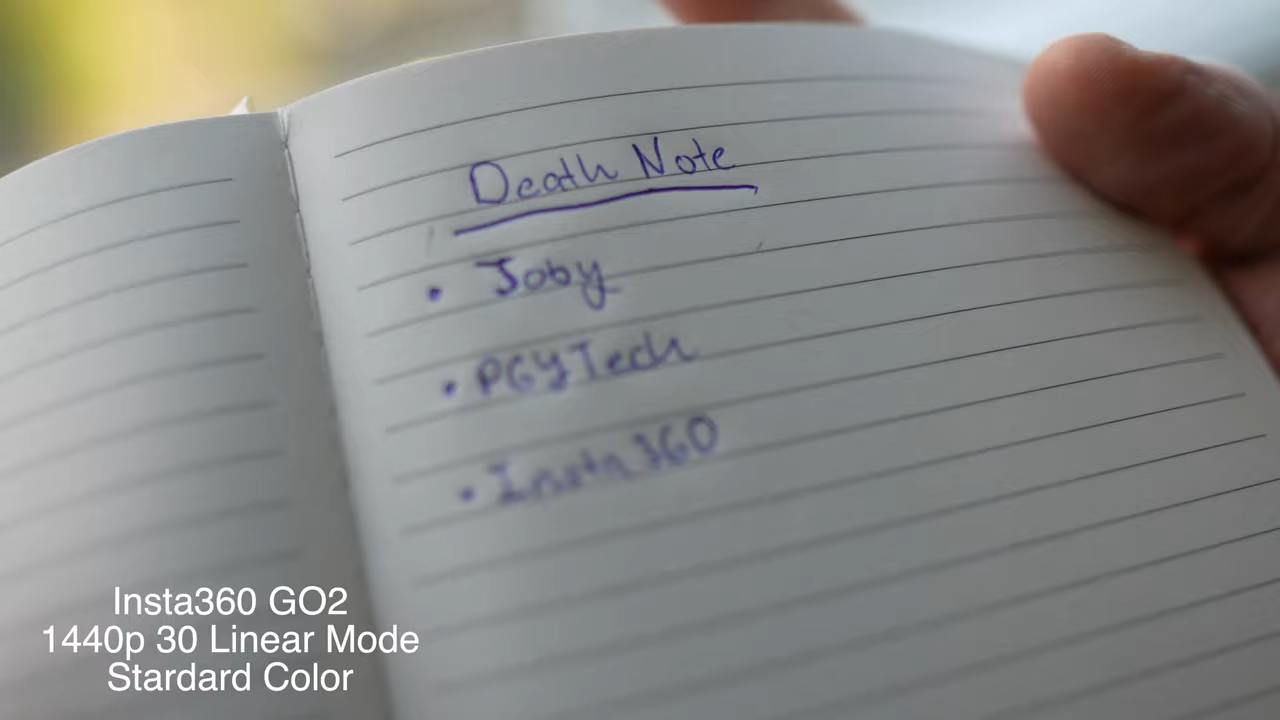 Death Note
• Joby
• PGYTech
• Insta360
Insta360 GO2
1440p 30 Linear Mode
Stardard Color